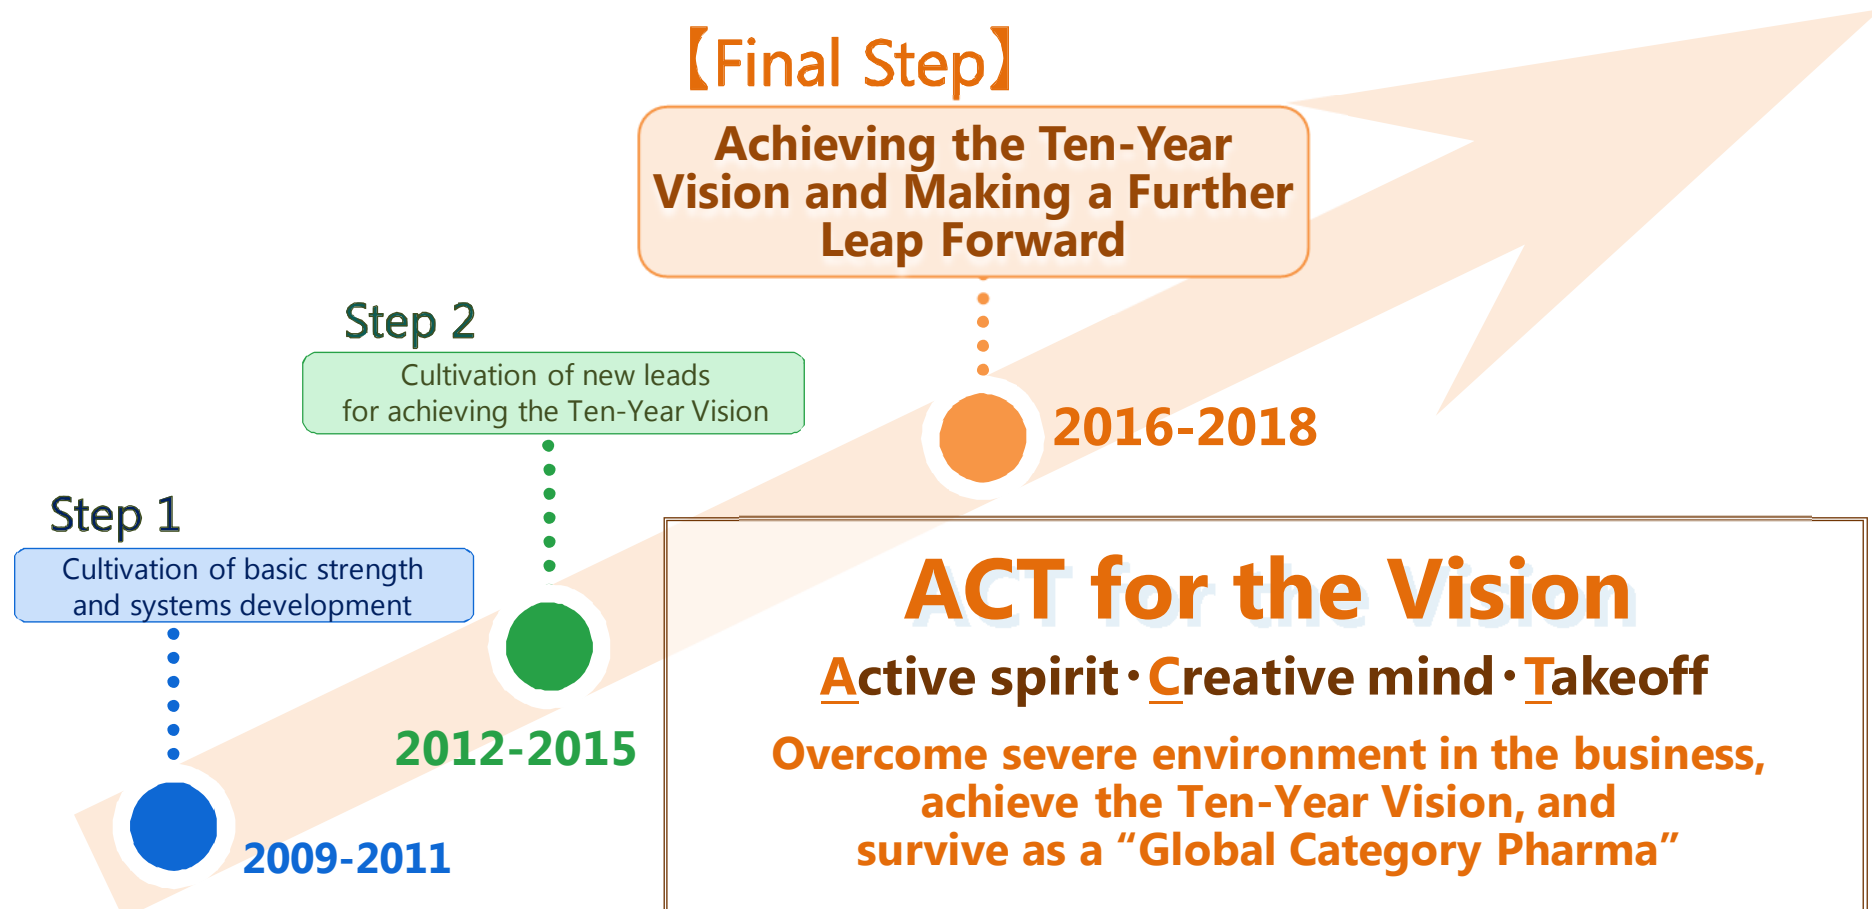 【Final Step】
Achieving the Ten-Year
Vision and Making a Further
Leap Forward
Step 2
Cultivation of new leads
for achieving the Ten-Year Vision
2016-2018
Step 1
Cultivation of basic strength
and systems development
2012-2015
2009-2011
ACT for the Vision
Active spirit・Creative mind・Takeoff
Overcome severe environment in the business,
achieve the Ten-Year Vision, and
survive as a “Global Category Pharma”